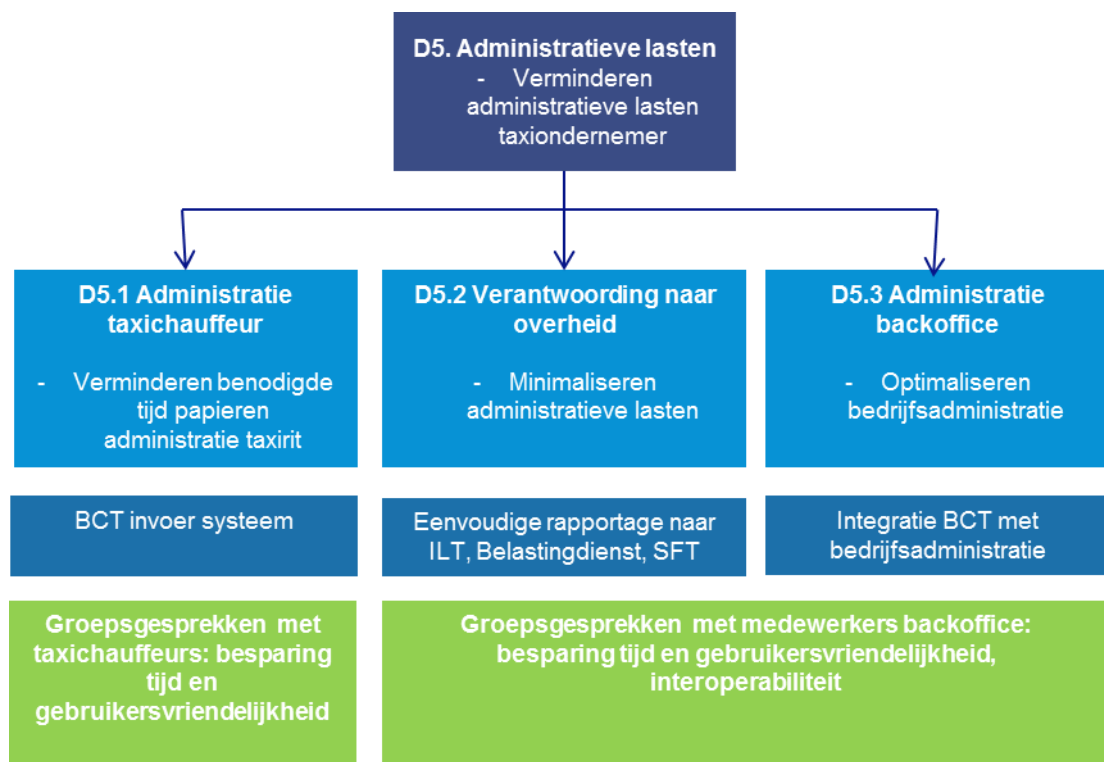 D5. Administratieve lasten
- Verminderen
administratieve lasten
taxiondernemer
D5.1 Administratie
taxichauffeur
- Verminderen benodigde
tijd papieren
administratie taxirit
D5.2 Verantwoording naar
overheid
- Minimaliseren
administratieve lasten
D5.3 Administratie
backoffice
- Optimaliseren
bedrijfsadministratie
BCT invoer systeem
Eenvoudige rapportage naar
ILT, Belastingdienst, SFT
Integratie BCT met
bedrijfsadministratie
Groepsgesprekken met
taxichauffeurs: besparing
tijd en
gebruikersvriendelijkheid
Groepsgesprekken met medewerkers backoffice:
besparing tijd en gebruikersvriendelijkheid,
interoperabiliteit